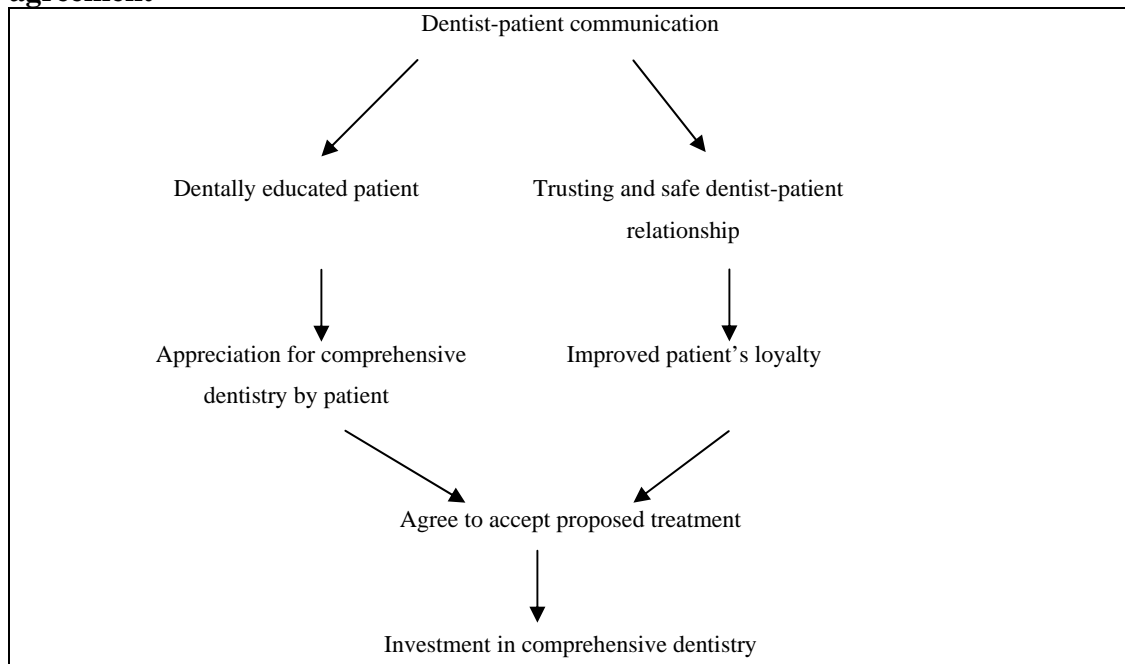 agreement
Dentist-patient communication
Dentally educated patient
Trusting and safe dentist-patient
relationship
Appreciation for comprehensive
dentistry by patient
Improved patient's loyalty
Agree to accept proposed treatment
Investment in comprehensive dentistry